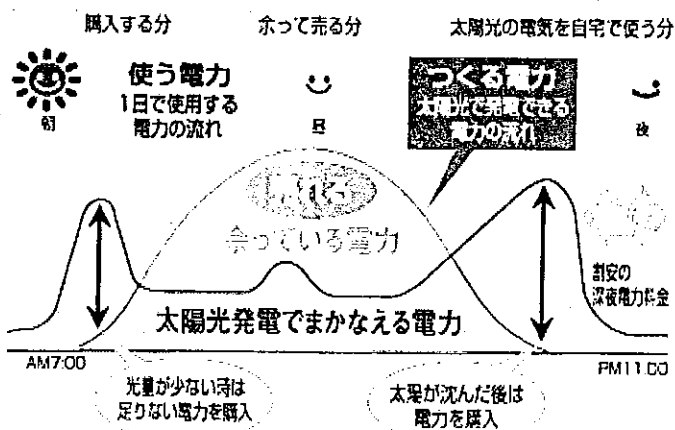 購入する分
余って売る分
太陽光の電気を自宅で使う分
朝
使う電力
1日で使用する
電力の流れ
昼
つくる電力
太陽光で発電できる
電力の流れ
夜
売れる
余っている電力
割安の
深夜電力料金
太陽光発電でまかなえる電力
AM7:00
PM11:00
光量が少ない時は
足りない電力を購入
太陽が沈んだ後は
電力を購入